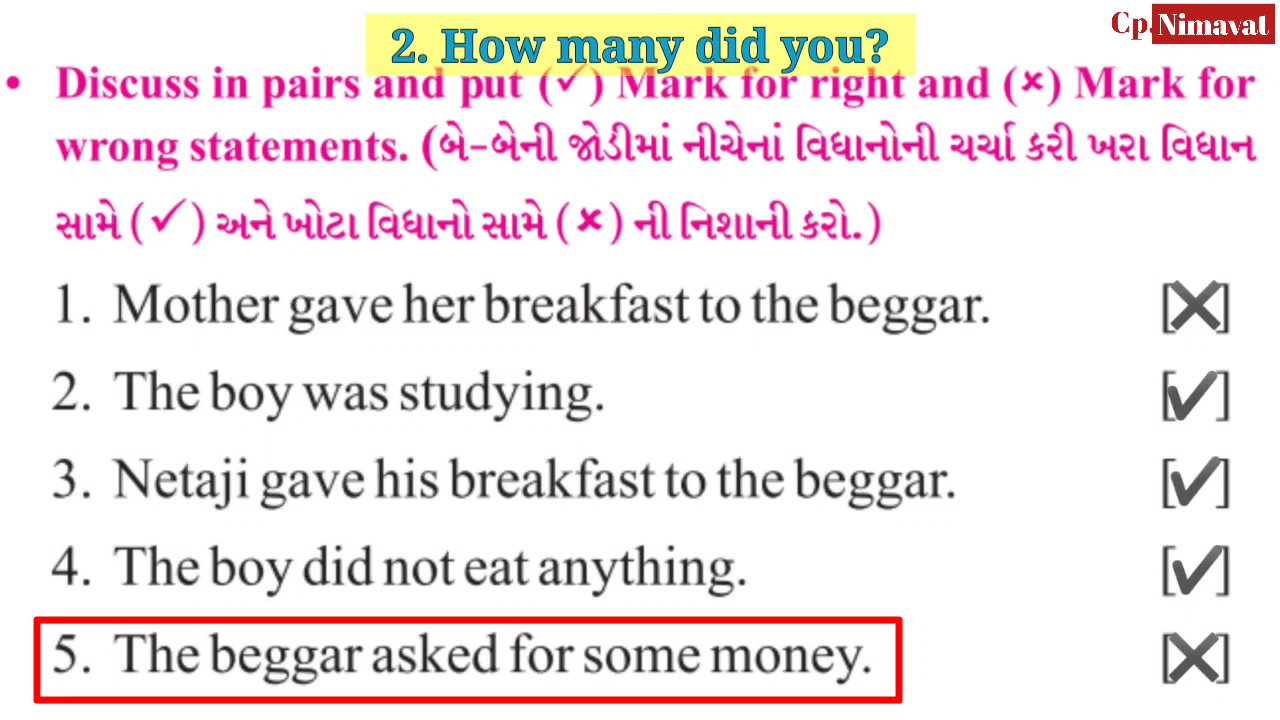 Cp. Nimavat
2. How many did you?
• Discuss in pairs and put (✓) Mark for right and (×) Mark for
wrong statements. (બે-બેની જોડીમાં નીચેનાં વિધાનોની ચર્ચા કરી ખરા વિધાન
સામે (✓) અને ખોટા વિધાનો સામે (×) ની નિશાની કરો.)
1. Mother gave her breakfast to the beggar. [×]
2. The boy was studying. [✓]
3. Netaji gave his breakfast to the beggar. [✓]
4. The boy did not eat anything. [✓]
5. The beggar asked for some money. [×]